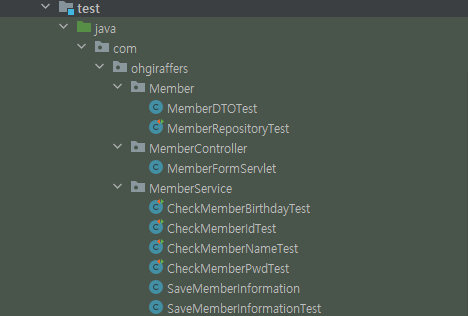 test
java
com
ohgiraffers
Member
MemberDTOTest
MemberRepositoryTest
MemberController
MemberFormServlet
MemberService
CheckMemberBirthdayTest
CheckMemberIdTest
CheckMemberNameTest
CheckMemberPwdTest
SaveMemberInformation
SaveMemberInformationTest